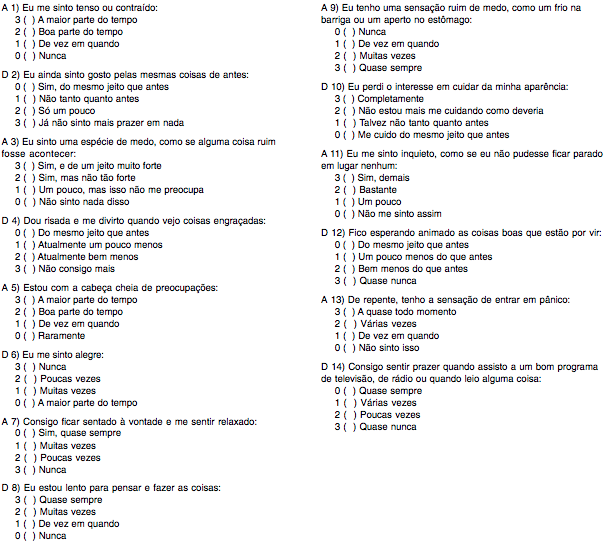 A 1) Eu me sinto tenso ou contraído:
3 ( ) A maior parte do tempo
2 ( ) Boa parte do tempo
1 ( ) De vez em quando
0 ( ) Nunca
D 2) Eu ainda sinto gosto pelas mesmas coisas de antes:
0 ( ) Sim, do mesmo jeito que antes
1 ( ) Não tanto quanto antes
2 ( ) Só um pouco
3 ( ) Já não sinto mais prazer em nada
A 3) Eu sinto uma espécie de medo, como se alguma coisa ruim
fosse acontecer:
3 ( ) Sim, e de um jeito muito forte
2 ( ) Sim, mas não tão forte
1 ( ) Um pouco, mas isso não me preocupa
0 ( ) Não sinto nada disso
D 4) Dou risada e me divirto quando vejo coisas engraçadas:
0 ( ) Do mesmo jeito que antes
1 ( ) Atualmente um pouco menos
2 ( ) Atualmente bem menos
3 ( ) Não consigo mais
A 5) Estou com a cabeça cheia de preocupações:
3 ( ) A maior parte do tempo
2 ( ) Boa parte do tempo
1 ( ) De vez em quando
0 ( ) Raramente
D 6) Eu me sinto alegre:
3 ( ) Nunca
2 ( ) Poucas vezes
1 ( ) Muitas vezes
0 ( ) A maior parte do tempo
A 7) Consigo ficar sentado à vontade e me sentir relaxado:
0 ( ) Sim, quase sempre
1 ( ) Muitas vezes
2 ( ) Poucas vezes
3 ( ) Nunca
D 8) Eu estou lento para pensar e fazer as coisas:
3 ( ) Quase sempre
2 ( ) Muitas vezes
1 ( ) De vez em quando
0 ( ) Nunca
A 9) Eu tenho uma sensação ruim de medo, como um frio na
barriga ou um aperto no estômago:
0 ( ) Nunca
1 ( ) De vez em quando
2 ( ) Muitas vezes
3 ( ) Quase sempre
D 10) Eu perdi o interesse em cuidar da minha aparência:
3 ( ) Completamente
2 ( ) Não estou mais me cuidando como deveria
1 ( ) Talvez não tanto quanto antes
0 ( ) Me cuido do mesmo jeito que antes
A 11) Eu me sinto inquieto, como se eu não pudesse ficar parado
em lugar nenhum:
3 ( ) Sim, demais
2 ( ) Bastante
1 ( ) Um pouco
0 ( ) Não me sinto assim
D 12) Fico esperando animado as coisas boas que estão por vir:
0 ( ) Do mesmo jeito que antes
1 ( ) Um pouco menos do que antes
2 ( ) Bem menos do que antes
3 ( ) Quase nunca
A 13) De repente, tenho a sensação de entrar em pânico:
3 ( ) A quase todo momento
2 ( ) Várias vezes
1 ( ) De vez em quando
0 ( ) Não sinto isso
D 14) Consigo sentir prazer quando assisto a um bom programa
de televisão, de rádio ou quando leio alguma coisa:
0 ( ) Quase sempre
1 ( ) Várias vezes
2 ( ) Poucas vezes
3 ( ) Quase nunca